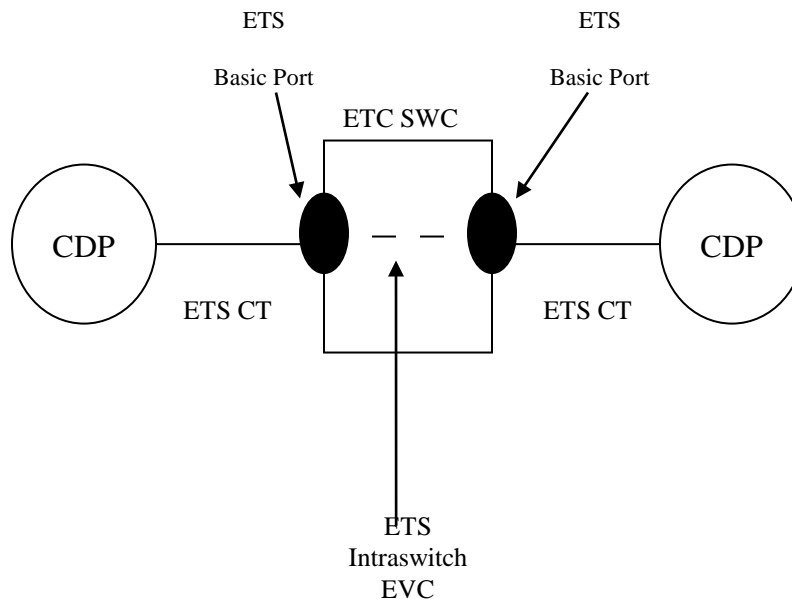 ETS
ETS
Basic Port
Basic Port
ETC SWC
CDP
CDP
ETS CT
ETS CT
ETS
Intraswitch
EVC